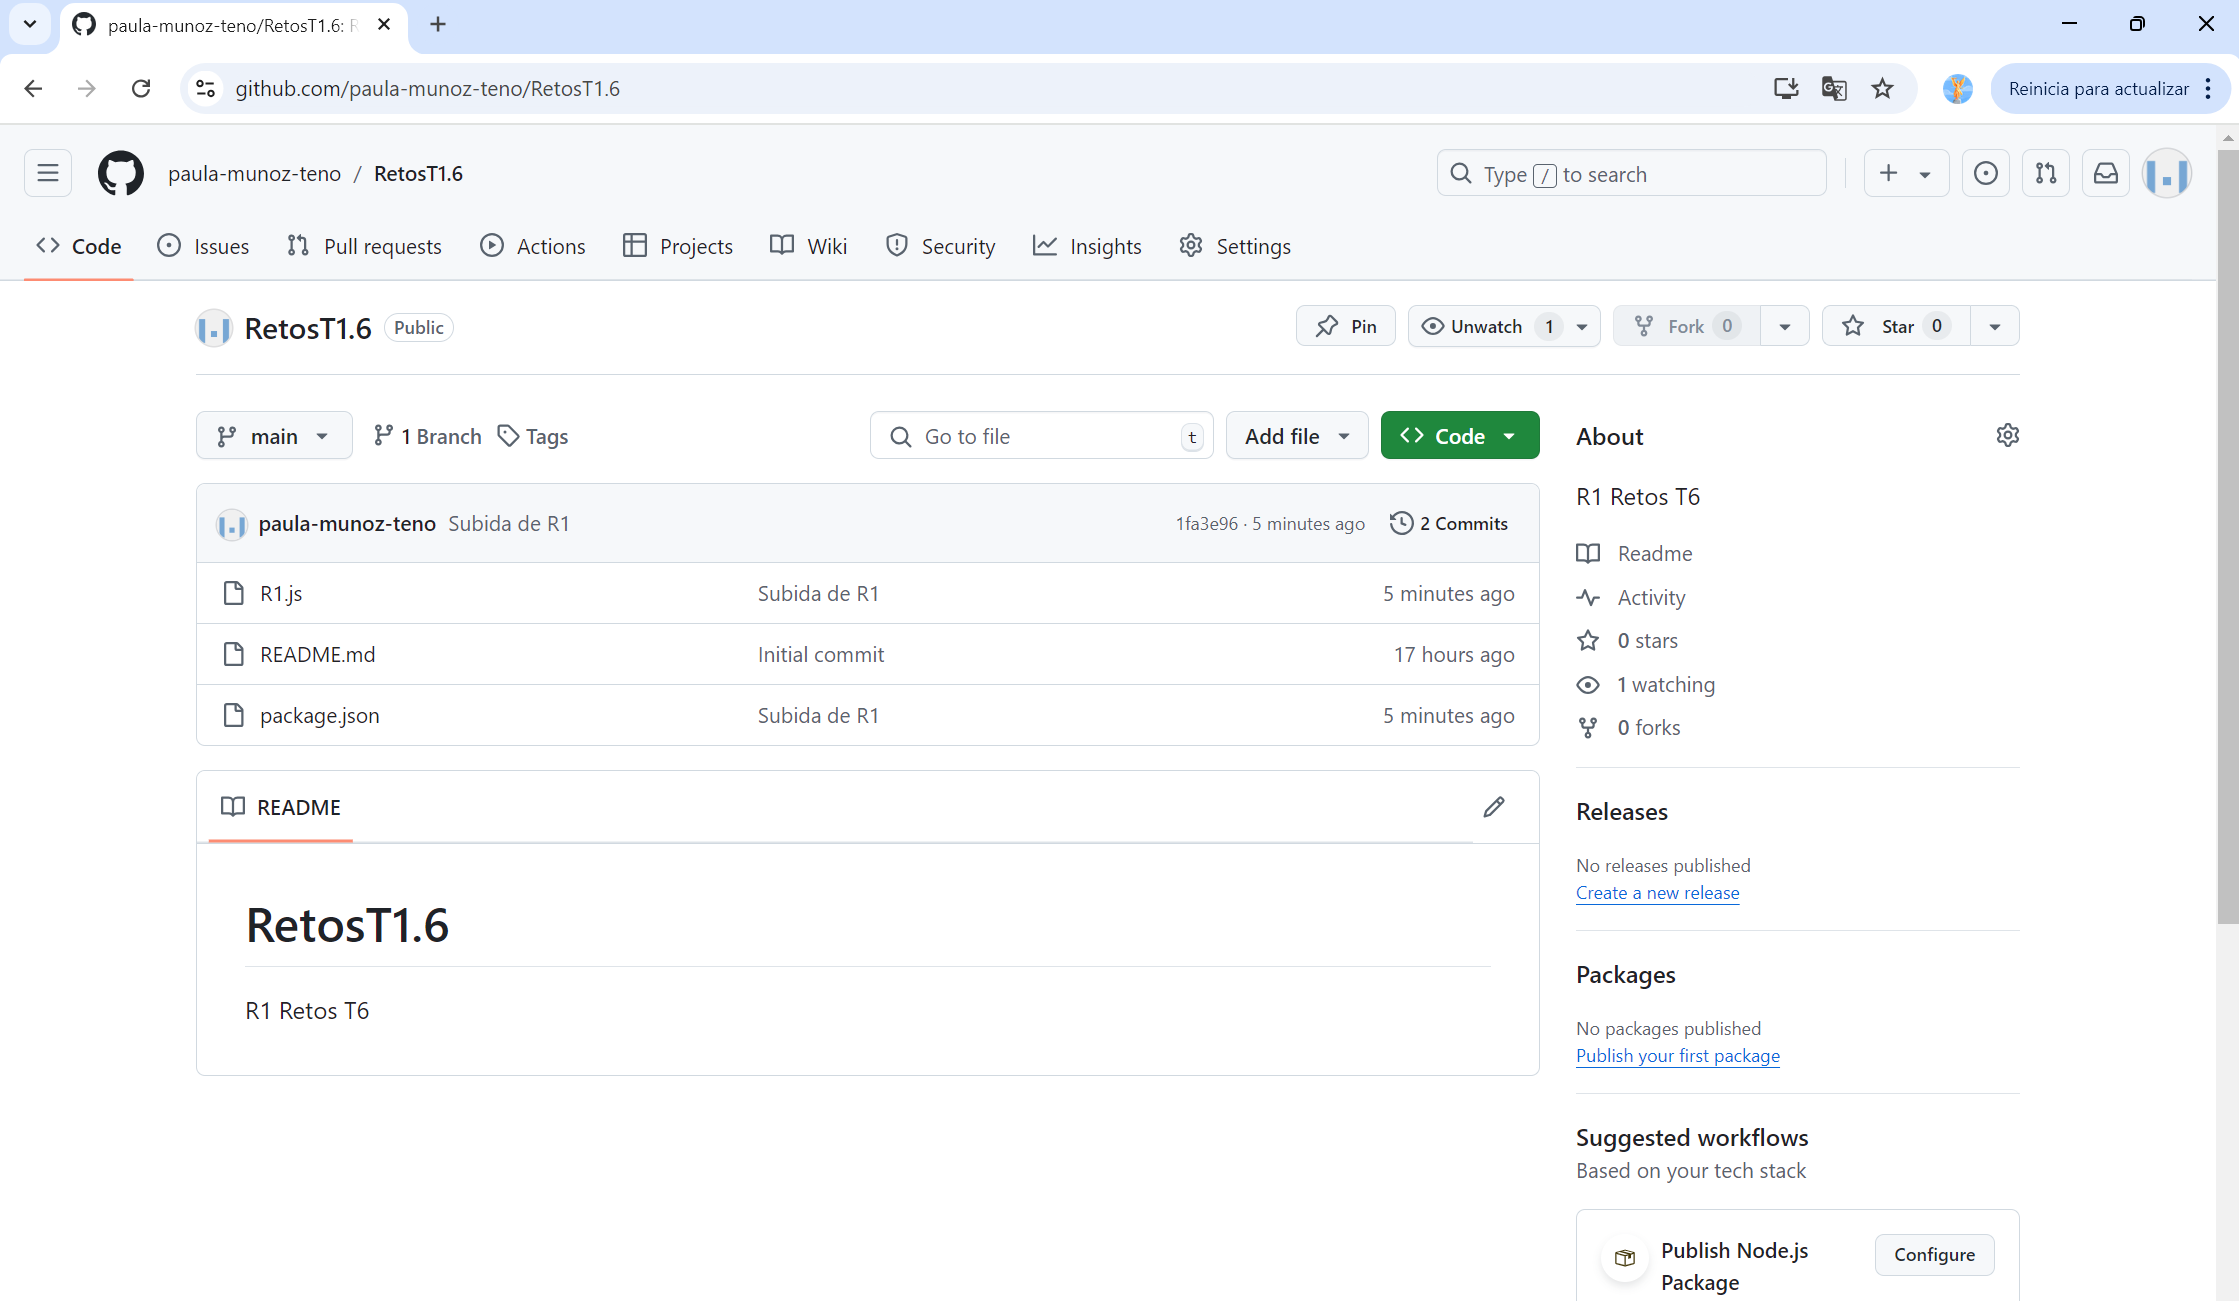 paula-munoz-teno/RetosT1.6: R
github.com/paula-munoz-teno/RetosT1.6
Reinicia para actualizar
paula-munoz-teno / RetosT1.6
Type / to search
Code Issues Pull requests Actions Projects Wiki Security Insights Settings
RetosT1.6 Public
Pin Unwatch 1 Fork 0 Star 0
main 1 Branch Tags Go to file t Add file Code
paula-munoz-teno Subida de R1 1fa3e96 · 5 minutes ago 2 Commits
R1.js Subida de R1 5 minutes ago
README.md Initial commit 17 hours ago
package.json Subida de R1 5 minutes ago
README
RetosT1.6
R1 Retos T6
About
R1 Retos T6
Readme
Activity
0 stars
1 watching
0 forks
Releases
No releases published
Create a new release
Packages
No packages published
Publish your first package
Suggested workflows
Based on your tech stack
Publish Node.js
Package
Configure